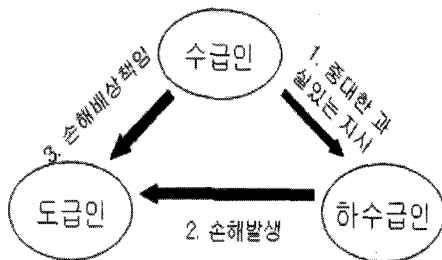 수급인
1. 중대한 과
실있는 지시
3. 손해배상책임
도급인
2. 손해발생
하수급인